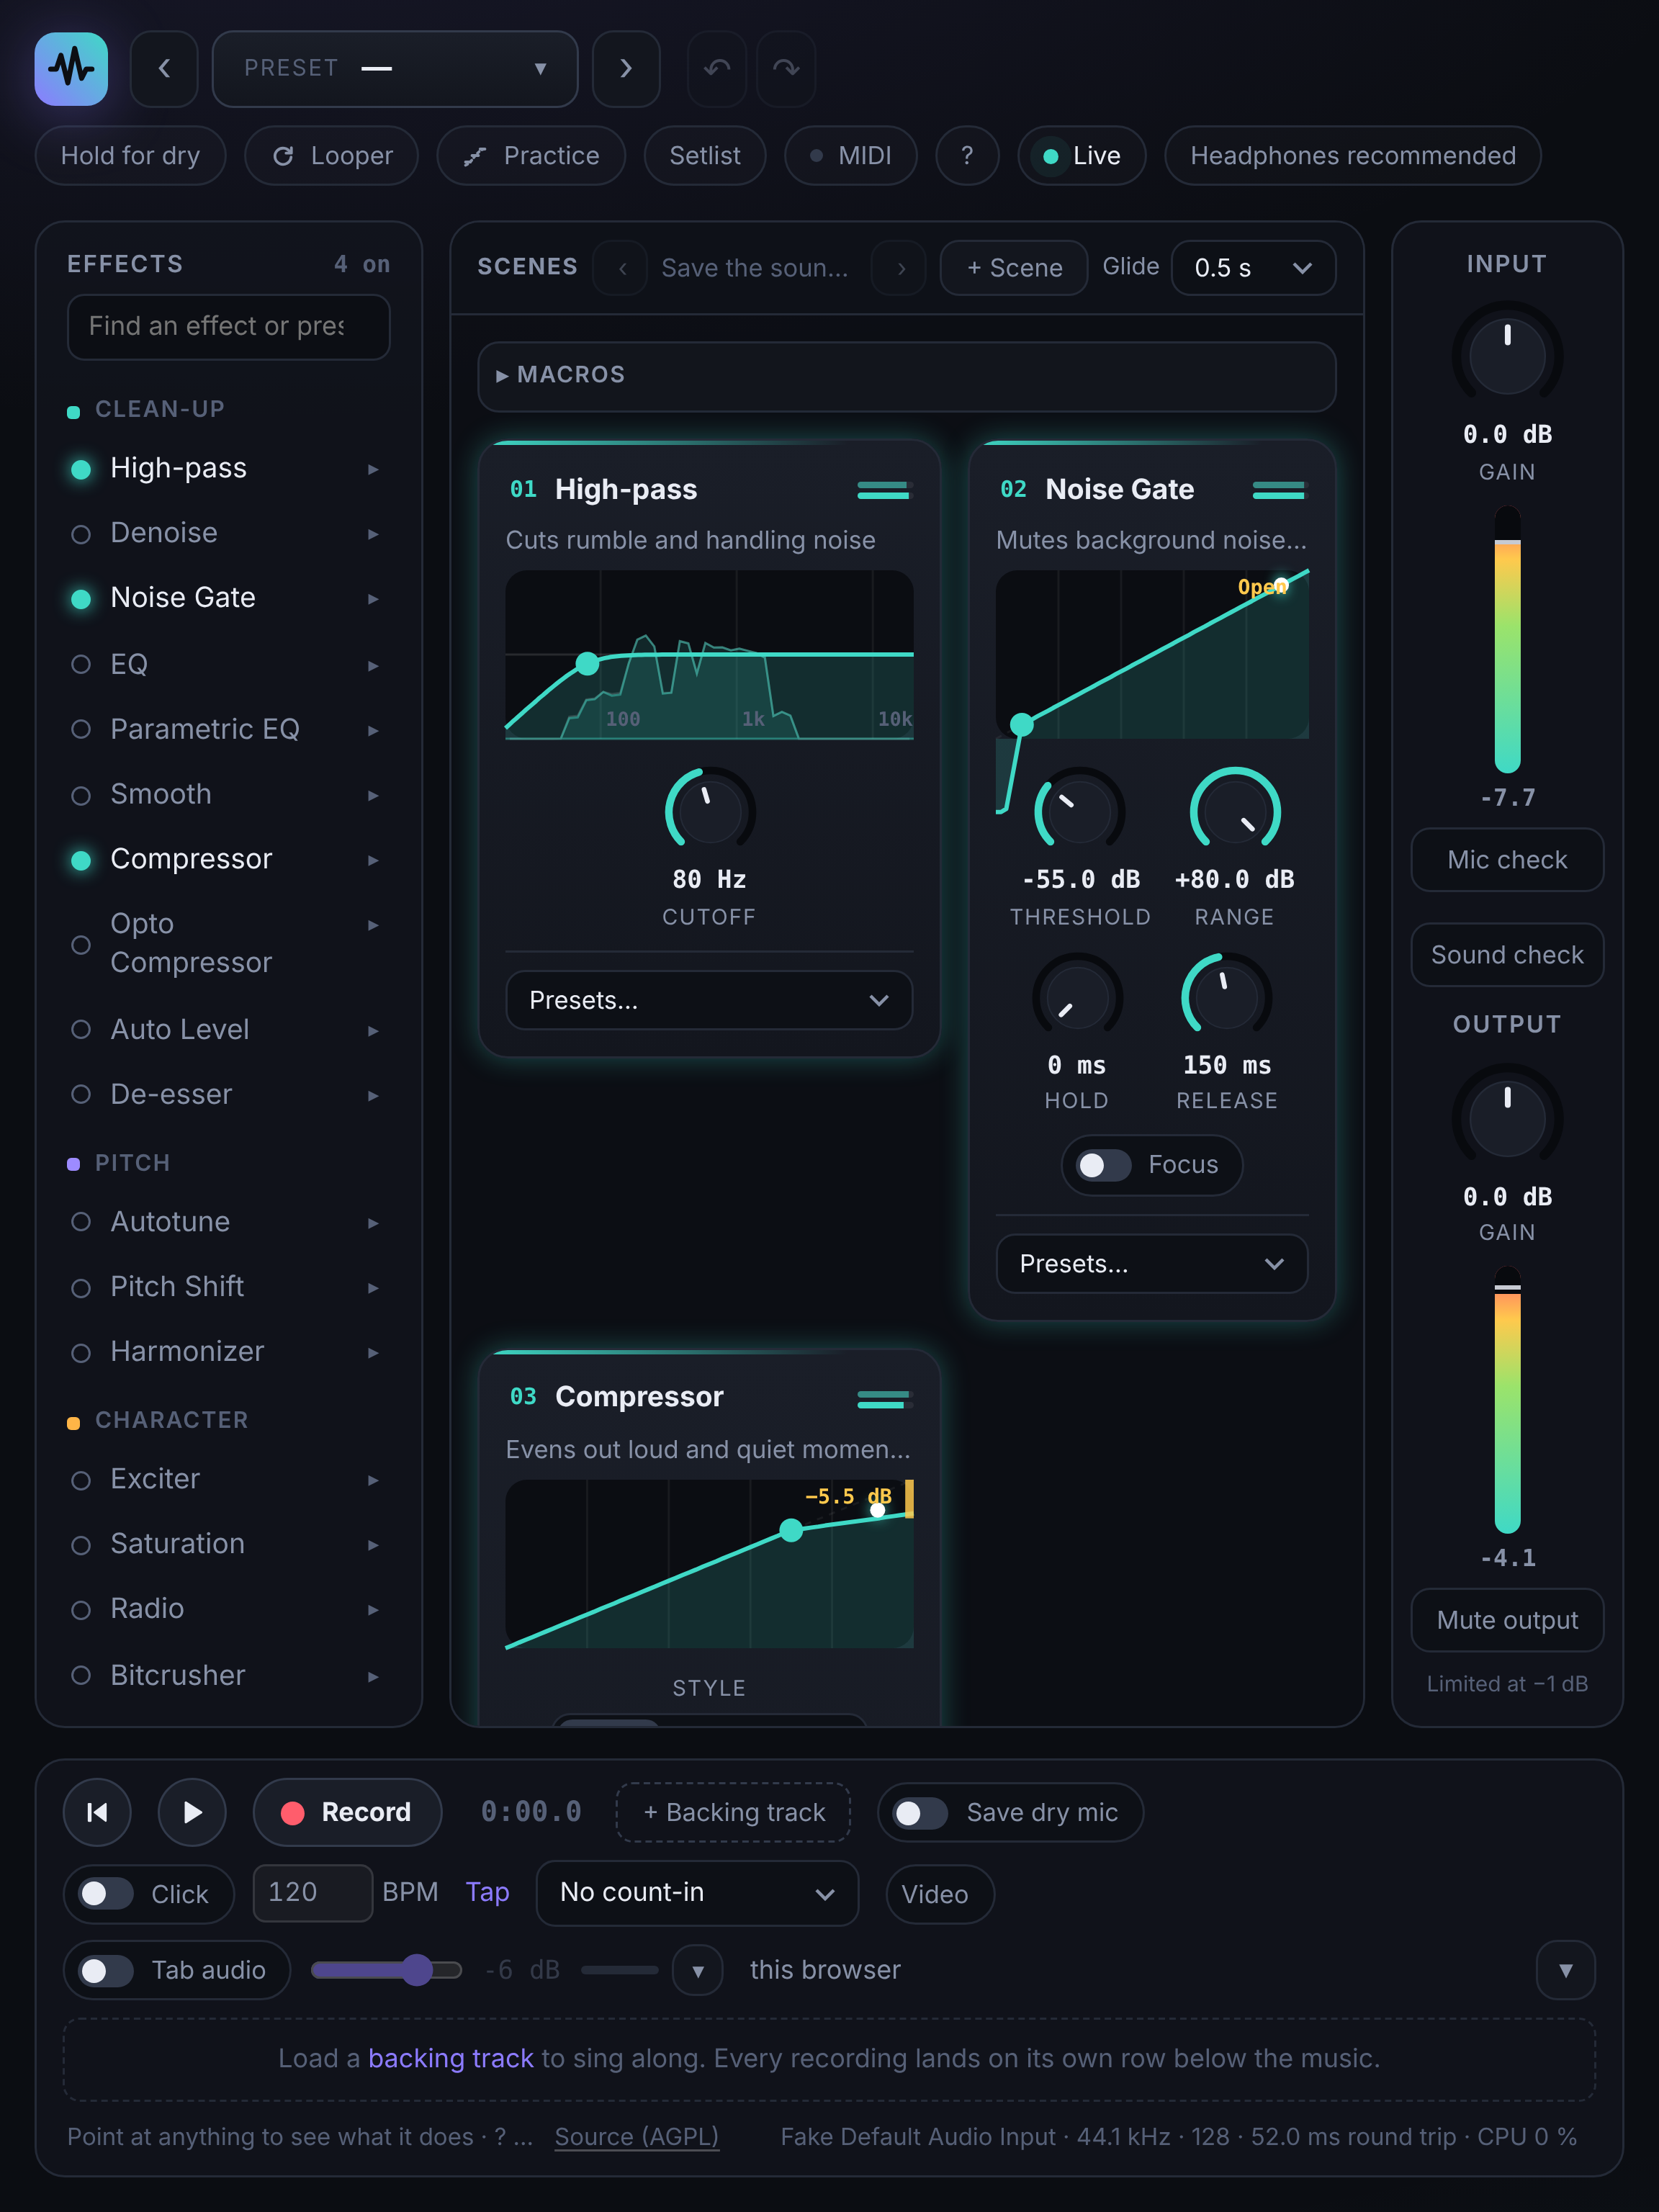 PRESET —
Hold for dry
Looper
Practice
Setlist
MIDI
?
Live
Headphones recommended
EFFECTS 4 on
Find an effect or pres
CLEAN-UP
High-pass
Denoise
Noise Gate
EQ
Parametric EQ
Smooth
Compressor
Opto
Compressor
Auto Level
De-esser
PITCH
Autotune
Pitch Shift
Harmonizer
CHARACTER
Exciter
Saturation
Radio
Bitcrusher
SCENES
Save the soun...
+ Scene
Glide
0.5 s
MACROS
01 High-pass
Cuts rumble and handling noise
100 1k 10k
80 Hz
CUTOFF
Presets...
02 Noise Gate
Mutes background noise...
Open
-55.0 dB +80.0 dB
THRESHOLD RANGE
0 ms 150 ms
HOLD RELEASE
Focus
Presets...
03 Compressor
Evens out loud and quiet momen...
−5.5 dB
STYLE
INPUT
0.0 dB
GAIN
-7.7
Mic check
Sound check
OUTPUT
0.0 dB
GAIN
-4.1
Mute output
Limited at −1 dB
Record
0:00.0
+ Backing track
Save dry mic
Click
120 BPM
Tap
No count-in
Video
Tab audio
-6 dB
this browser
Load a backing track to sing along. Every recording lands on its own row below the music.
Point at anything to see what it does · ? ...
Source (AGPL)
Fake Default Audio Input · 44.1 kHz · 128 · 52.0 ms round trip · CPU 0 %